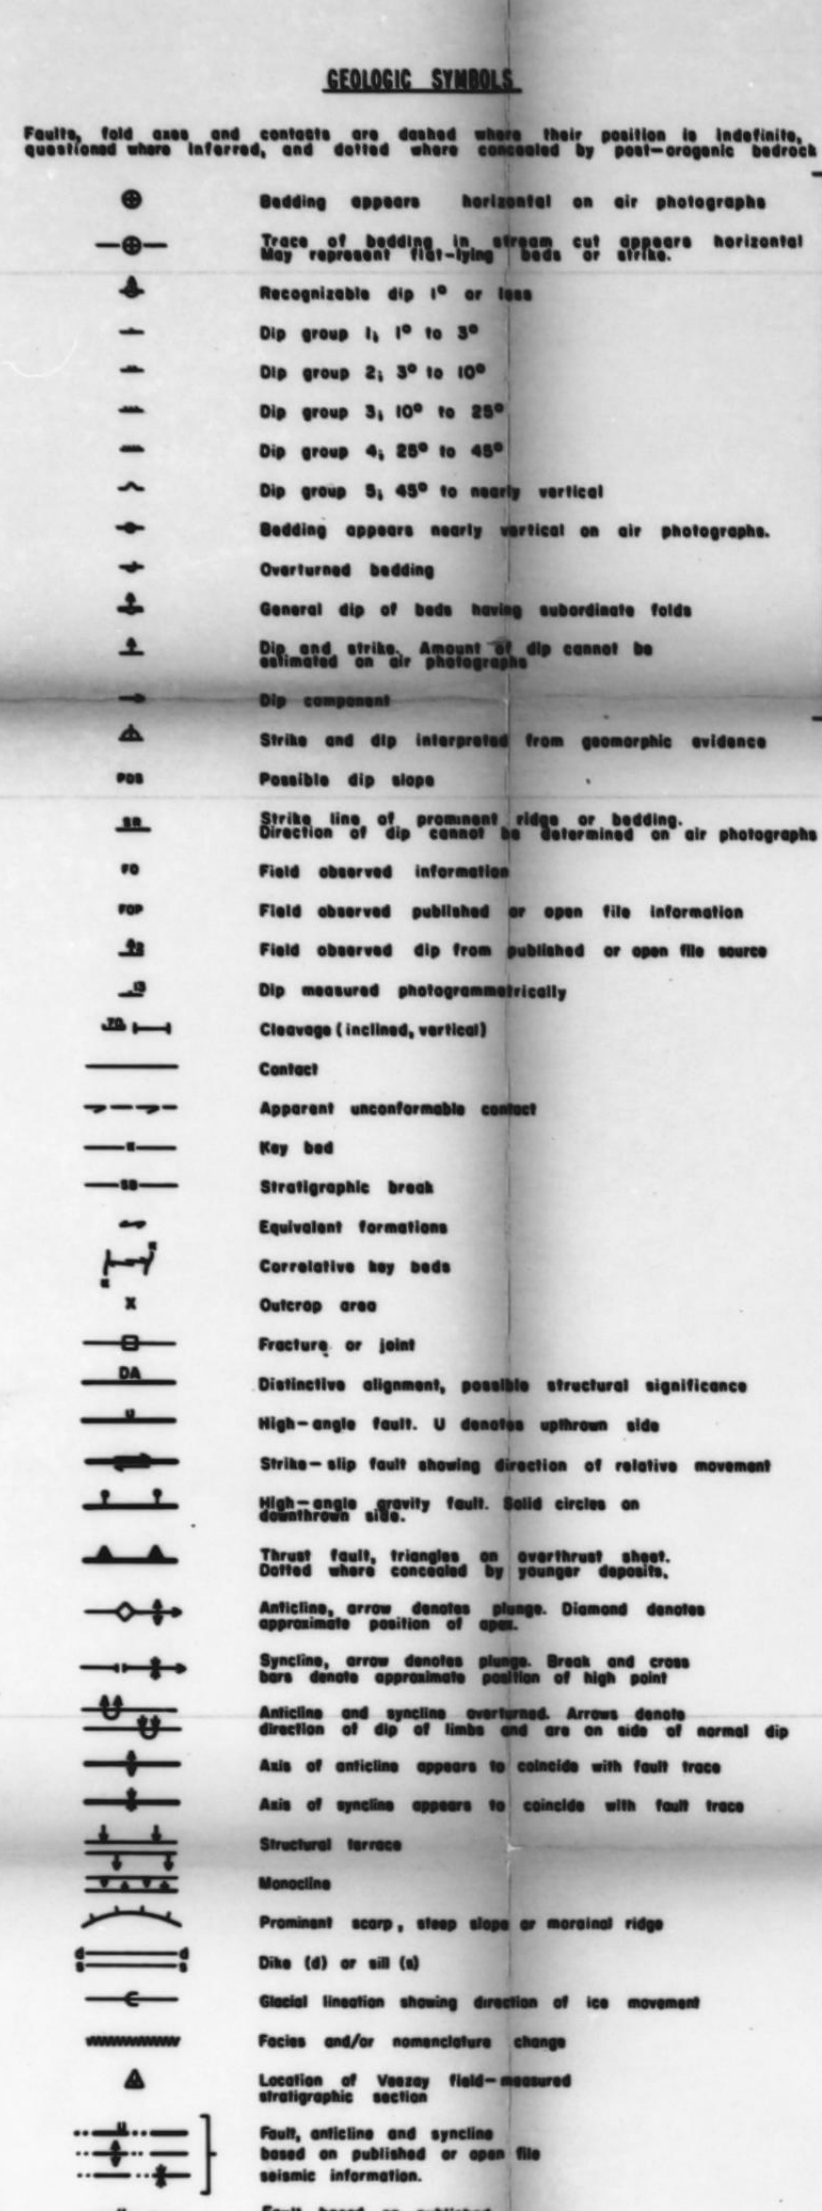 GEOLOGIC SYMBOLS
Faults, fold axes and contacts are dashed where their position is indefinite,
questioned where inferred, and dotted where concealed by post-orogenic bedrock
Bedding appears horizontal on air photographs
Trace of bedding in stream cut appears horizontal
May represent flat-lying beds or strike.
Recognizable dip 1° or less
Dip group 1; 1° to 3°
Dip group 2; 3° to 10°
Dip group 3; 10° to 25°
Dip group 4; 25° to 45°
Dip group 5; 45° to nearly vertical
Bedding appears nearly vertical on air photographs.
Overturned bedding
General dip of beds having subordinate folds
Dip and strike. Amount of dip cannot be
estimated on air photographs
Dip component
Strike and dip interpreted from geomorphic evidence
PDS Possible dip slope
SR Strike line of prominent ridge or bedding.
Direction of dip cannot be determined on air photographs
FO Field observed information
FOP Field observed published or open file information
2 Field observed dip from published or open file source
13 Dip measured photogrammetrically
70 Cleavage (inclined, vertical)
Contact
Apparent unconformable contact
K Key bed
SB Stratigraphic break
Equivalent formations
K K Correlative key beds
X Outcrop area
Fracture or joint
DA Distinctive alignment, possible structural significance
U High-angle fault. U denotes upthrown side
Strike-slip fault showing direction of relative movement
High-angle gravity fault. Solid circles on
downthrown side.
Thrust fault, triangles on overthrust sheet.
Dotted where concealed by younger deposits.
Anticline, arrow denotes plunge. Diamond denotes
approximate position of apex.
Syncline, arrow denotes plunge. Break and cross
bars denote approximate position of high point
Anticline and syncline overturned. Arrows denote
direction of dip of limbs and are on side of normal dip
Axis of anticline appears to coincide with fault trace
Axis of syncline appears to coincide with fault trace
Structural terrace
Monocline
Prominent scarp, steep slope or morainal ridge
d d
s s Dike (d) or sill (s)
Glacial lineation showing direction of ice movement
Facies and/or nomenclature change
Location of Veezay field-measured
stratigraphic section
U Fault, anticline and syncline
based on published or open file
seismic information.
Fault based on published